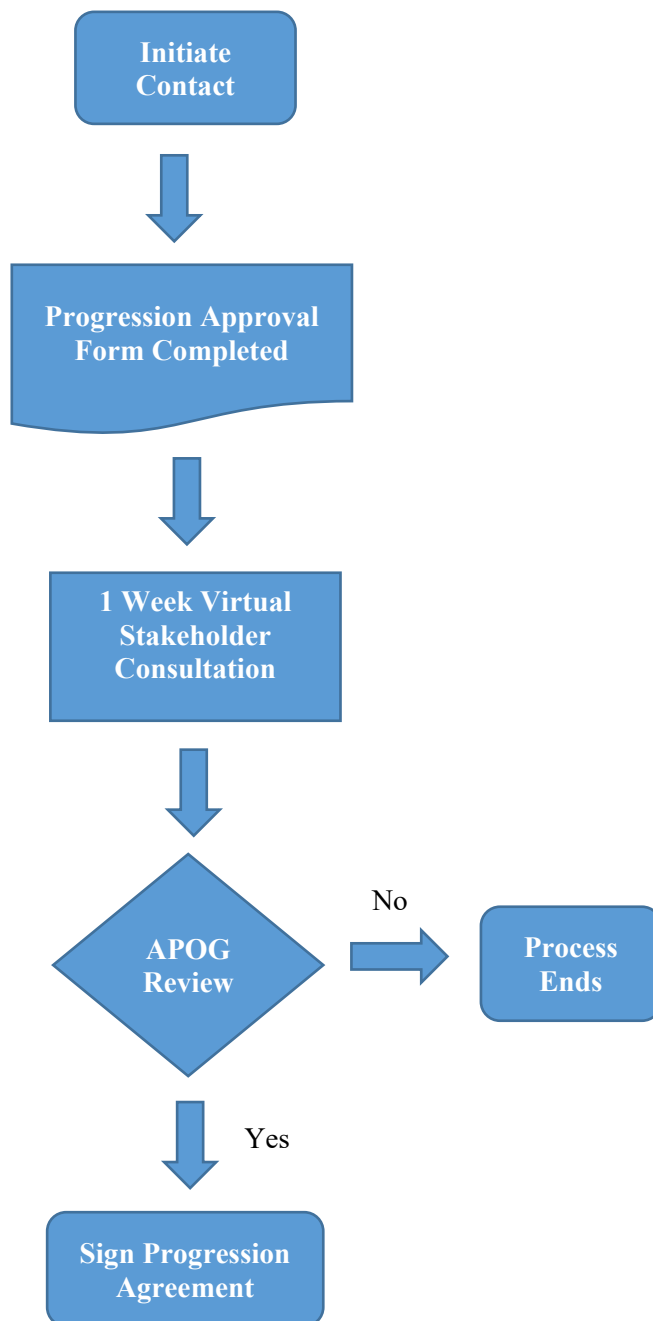 Initiate
Contact
Progression Approval
Form Completed
1 Week Virtual
Stakeholder
Consultation
No
APOG
Review
Process
Ends
Yes
Sign Progression
Agreement